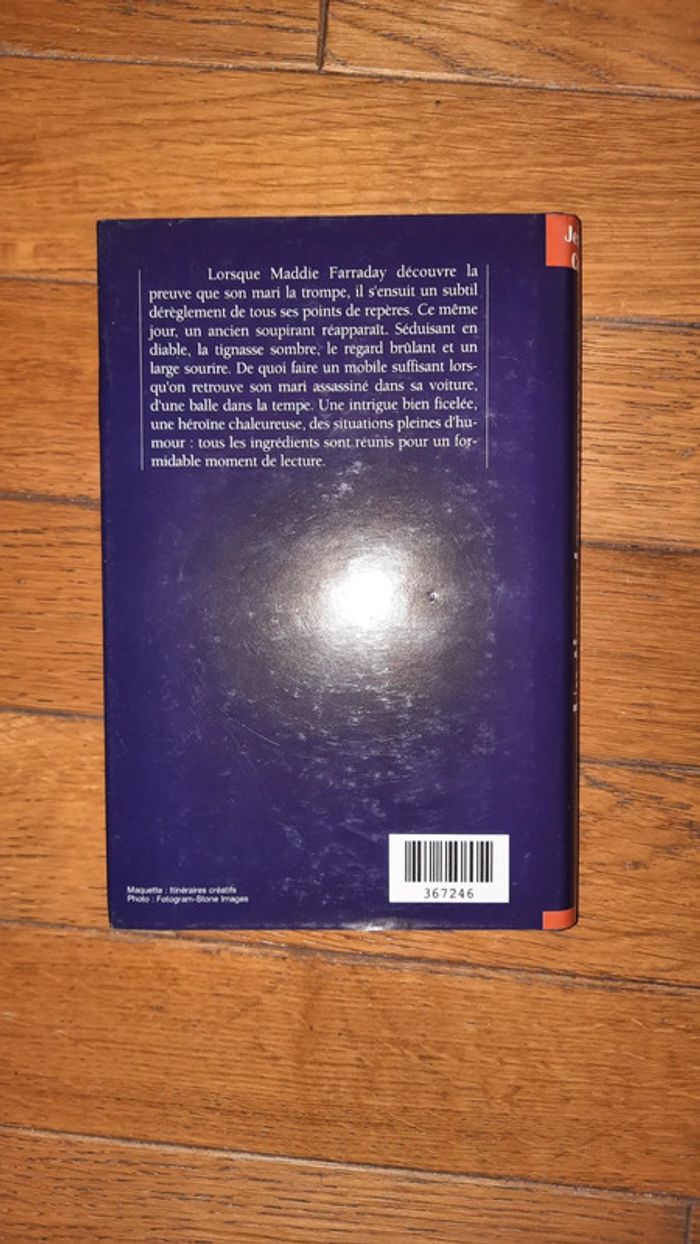 Lorsque Maddie Farraday découvre la
preuve que son mari la trompe, il s'ensuit un subtil
dérèglement de tous ses points de repères. Ce même
jour, un ancien soupirant réapparaît. Séduisant en
diable, la tignasse sombre, le regard brûlant et un
large sourire. De quoi faire un mobile suffisant lors-
qu'on retrouve son mari assassiné dans sa voiture,
d'une balle dans la tempe. Une intrigue bien ficelée,
une héroïne chaleureuse, des situations pleines d'hu-
mour : tous les ingrédients sont réunis pour un for-
midable moment de lecture.
Maquette : Itinéraires créatifs
Photo : Fotogram-Stone Images
367246